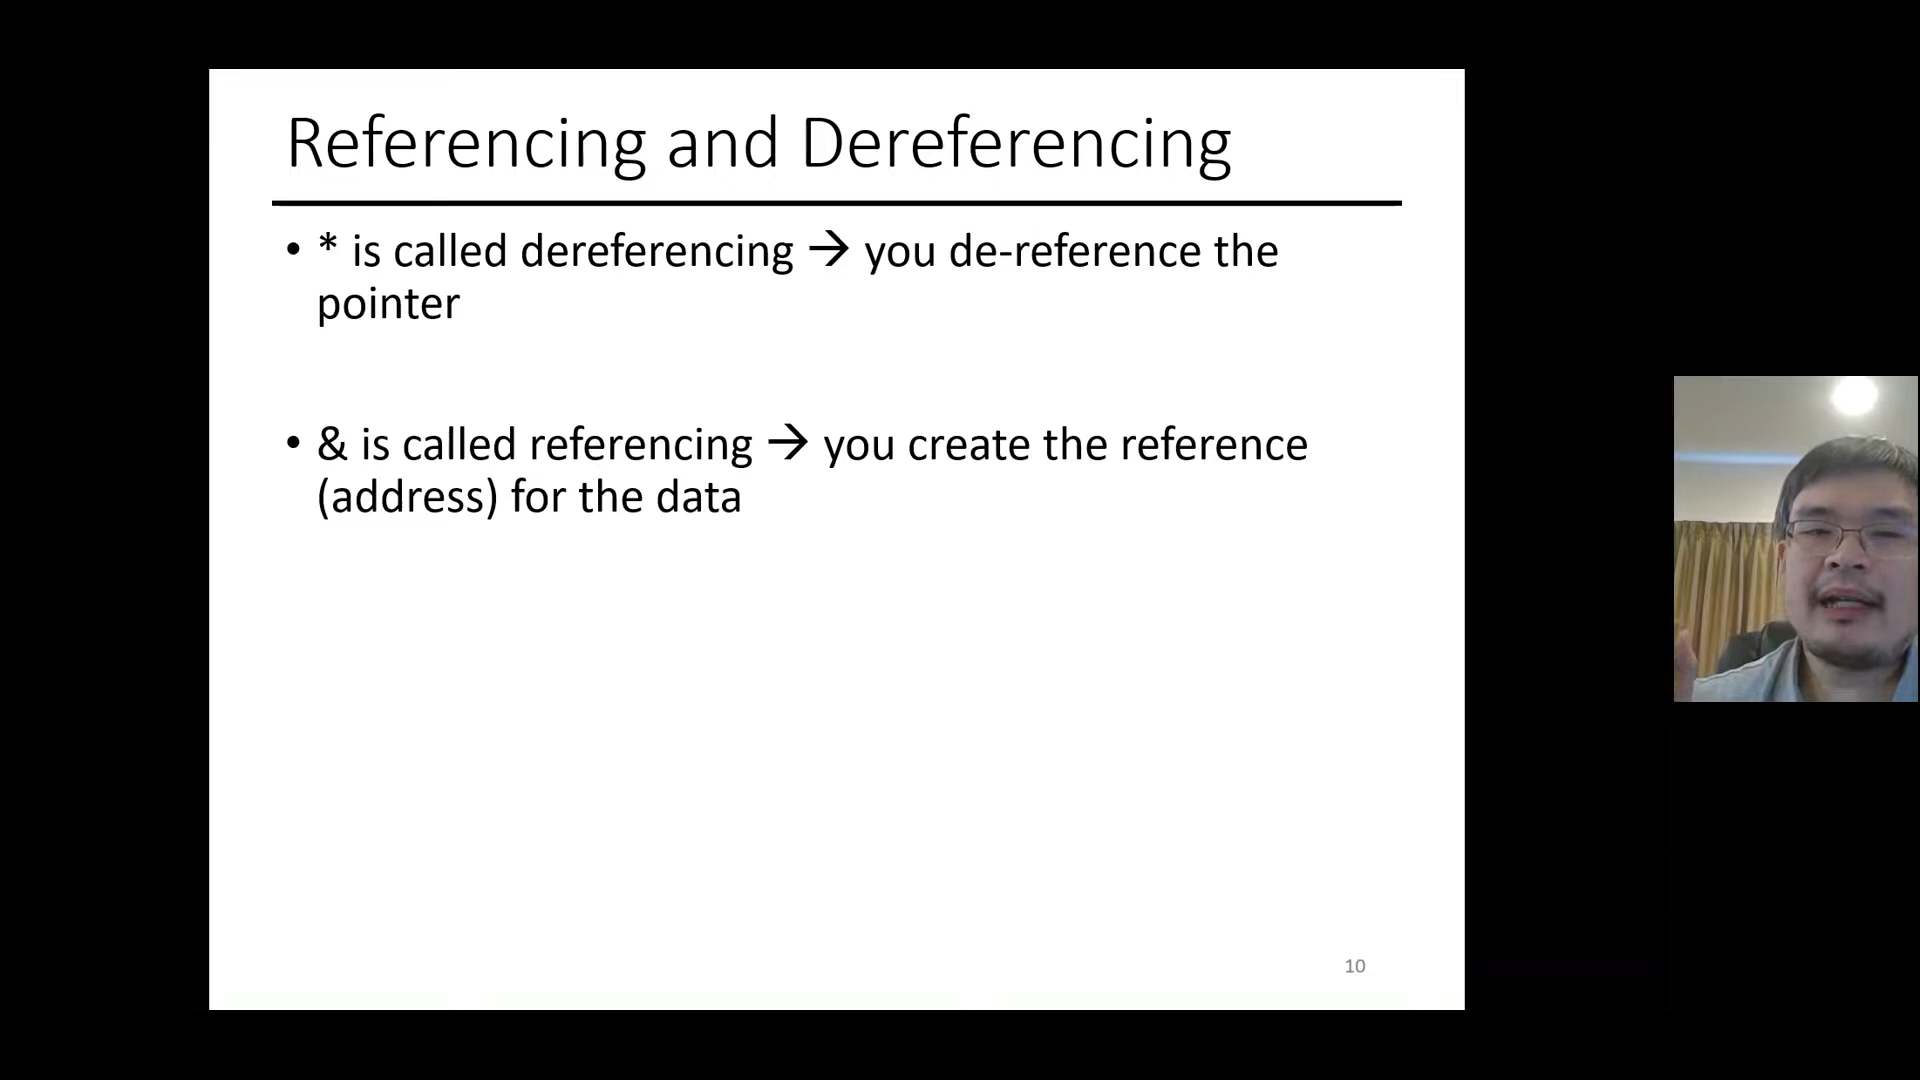 Referencing and Dereferencing
• * is called dereferencing → you de-reference the
pointer
• & is called referencing → you create the reference
(address) for the data
10